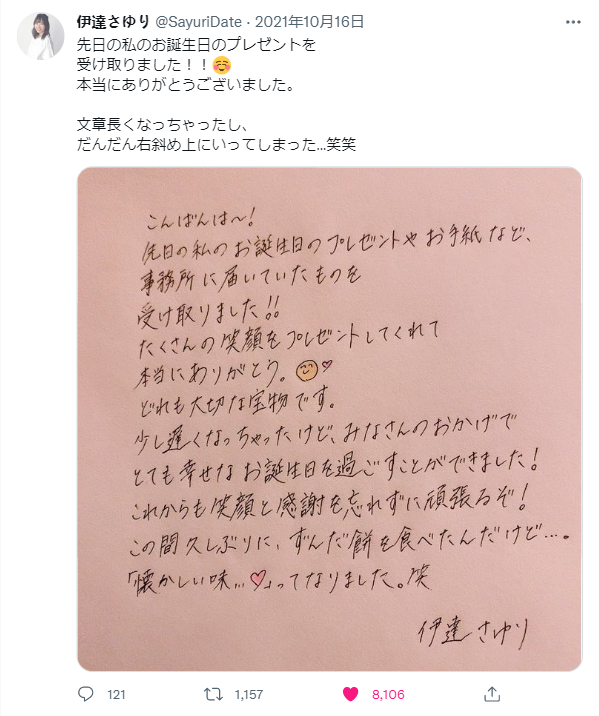 伊達さゆり @SayuriDate · 2021年10月16日
先日の私のお誕生日のプレゼントを
受け取りました！！☺️
本当にありがとうございました。
文章長くなっちゃったし、
だんだん右斜め上にいってしまった...笑笑
こんばんは〜!
先日の私のお誕生日のプレゼントやお手紙など、
事務所に届いていたものを
受け取りました!!
たくさんの笑顔をプレゼントしてくれて
本当にありがとう。😊♡
どれも大切な宝物です。
少し遅くなっちゃったけど、みなさんのおかげで
とても幸せなお誕生日を過ごすことができました!
これからも笑顔と感謝を忘れずに頑張るぞ!
この間久しぶりに、ずんだ餅を食べたんだけど…。
「懐かしい味…♡」ってなりました。笑
伊達さゆり
121 1,157 8,106